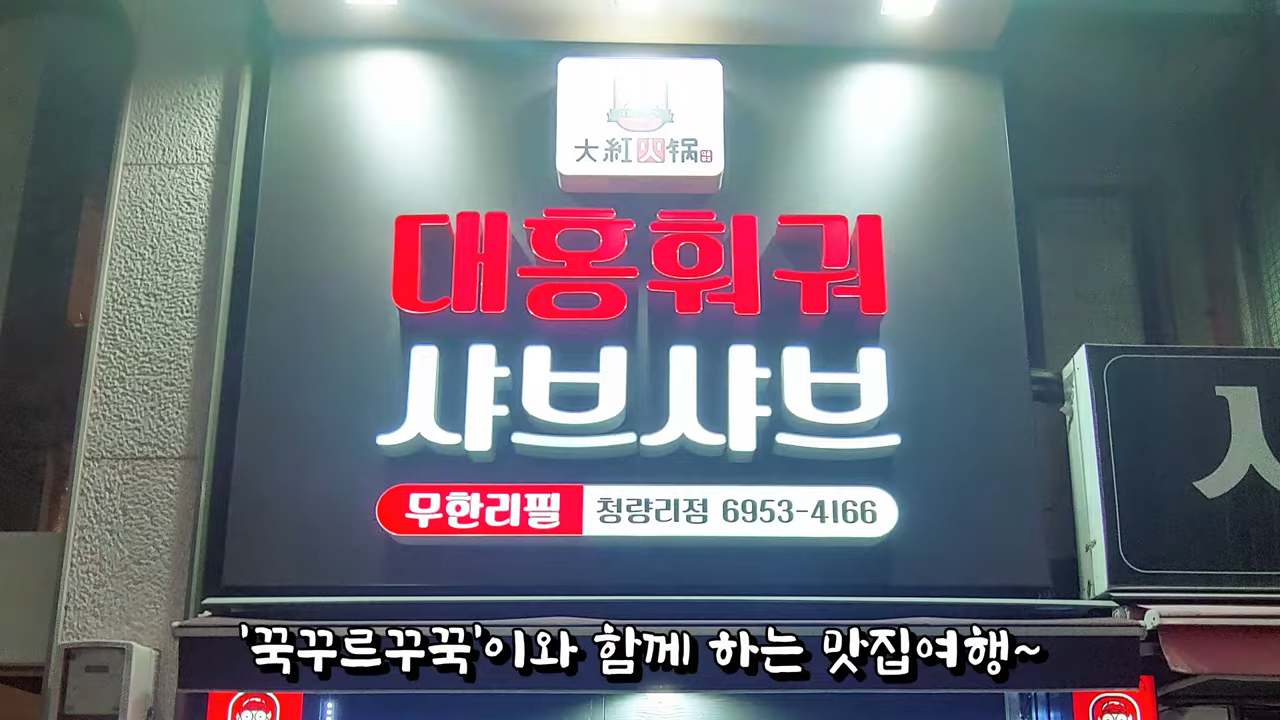 大紅火锅
대홍훠궈
샤브샤브
무한리필 청량리점 6953-4166
'꾹꾸르꾸꾹'이와 함께 하는 맛집여행~